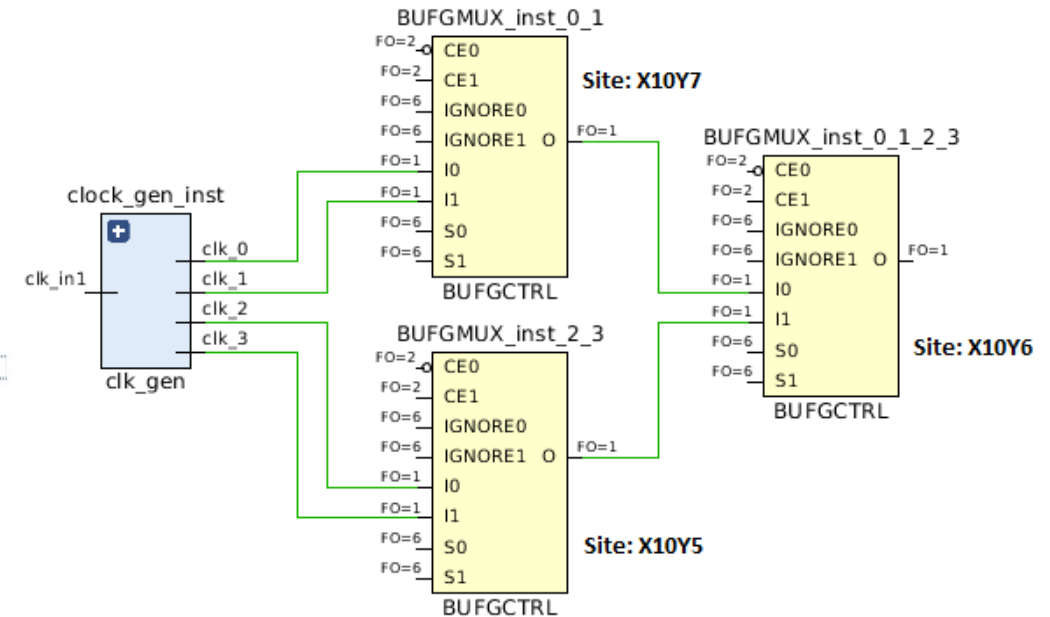 BUFGMUX_inst_0_1
FO=2 CE0
FO=2 CE1
FO=6 IGNORE0
FO=6 IGNORE1 O FO=1
FO=1 I0
FO=1 I1
FO=6 S0
FO=6 S1
BUFGCTRL
Site: X10Y7
clock_gen_inst
clk_in1
clk_0
clk_1
clk_2
clk_3
clk_gen
BUFGMUX_inst_2_3
FO=2 CE0
FO=2 CE1
FO=6 IGNORE0
FO=6 IGNORE1 O FO=1
FO=1 I0
FO=1 I1
FO=6 S0
FO=6 S1
BUFGCTRL
Site: X10Y5
BUFGMUX_inst_0_1_2_3
FO=2 CE0
FO=2 CE1
FO=6 IGNORE0
FO=6 IGNORE1 O FO=1
FO=1 I0
FO=1 I1
FO=6 S0
FO=6 S1
BUFGCTRL
Site: X10Y6